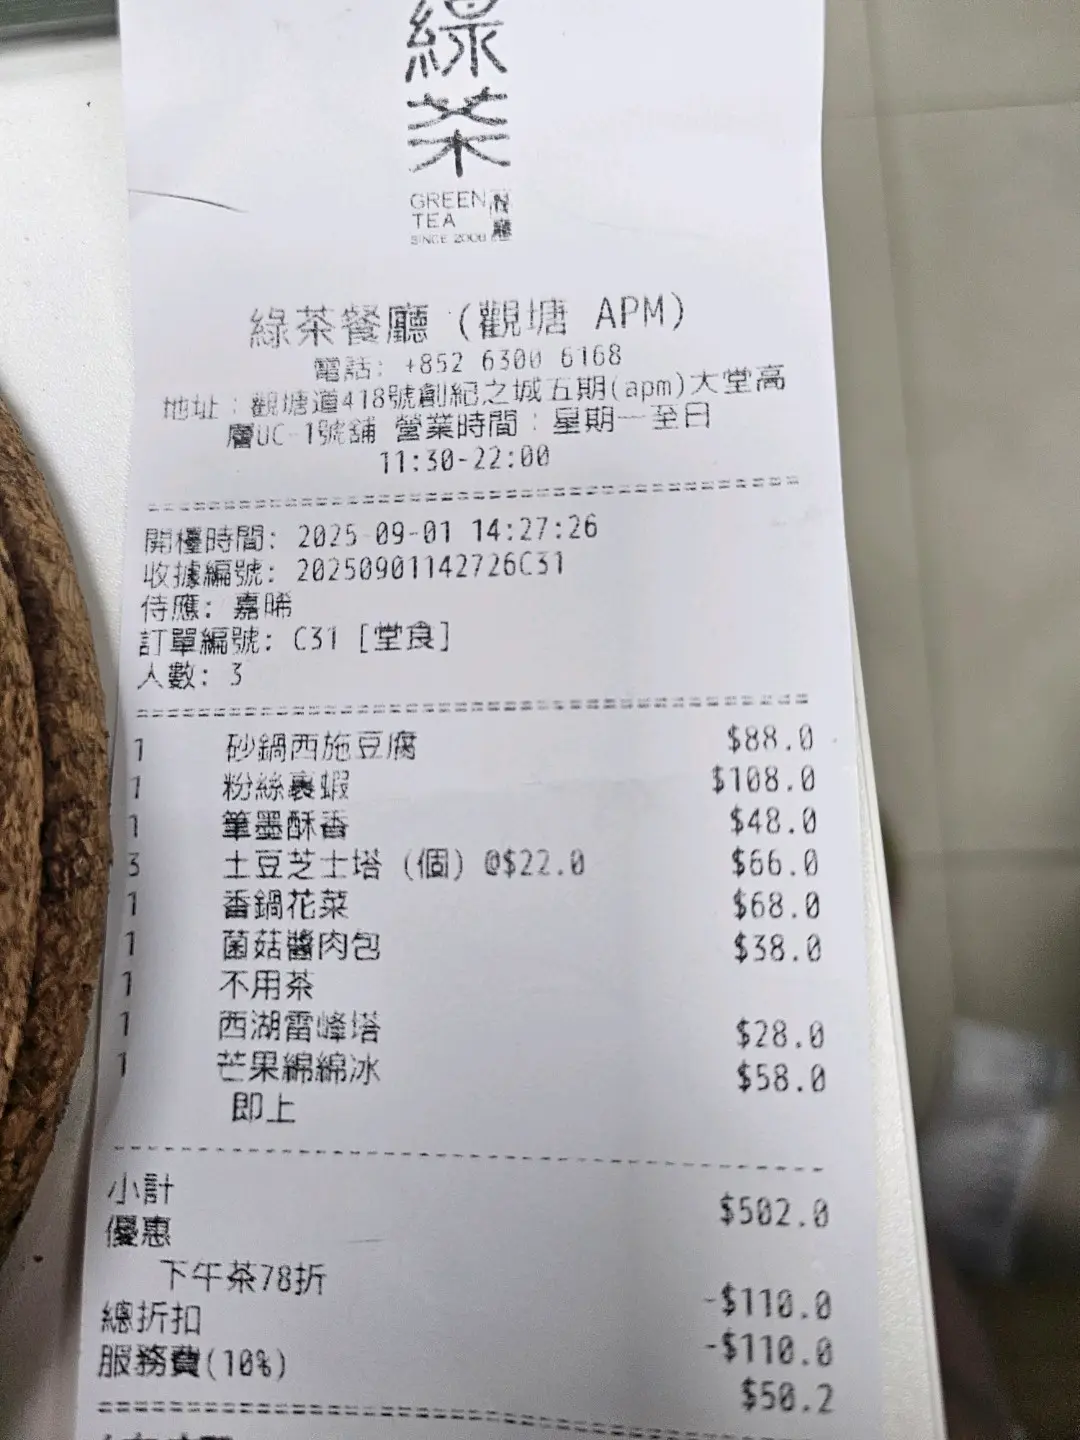 綠
茶
GREEN 餐
TEA 廳
SINCE 2008
綠茶餐廳 (觀塘 APM)
電話: +852 6300 6168
地址：觀塘道418號創紀之城五期(apm)大堂高
層UC-1號舖 營業時間：星期一至日
11:30-22:00
開檯時間: 2025-09-01 14:27:26
收據編號: 20250901142726C31
侍應: 嘉晞
訂單編號: C31 [堂食]
人數: 3
1 砂鍋西施豆腐 $88.0
1 粉絲裹蝦 $108.0
1 筆墨酥香 $48.0
3 土豆芝士塔 (個) @$22.0 $66.0
1 香鍋花菜 $68.0
1 菌菇醬肉包 $38.0
1 不用茶
1 西湖雷峰塔 $28.0
1 芒果綿綿冰 $58.0
即上
小計 $502.0
優惠
下午茶78折 -$110.0
總折扣 -$110.0
服務費(10%) $50.2